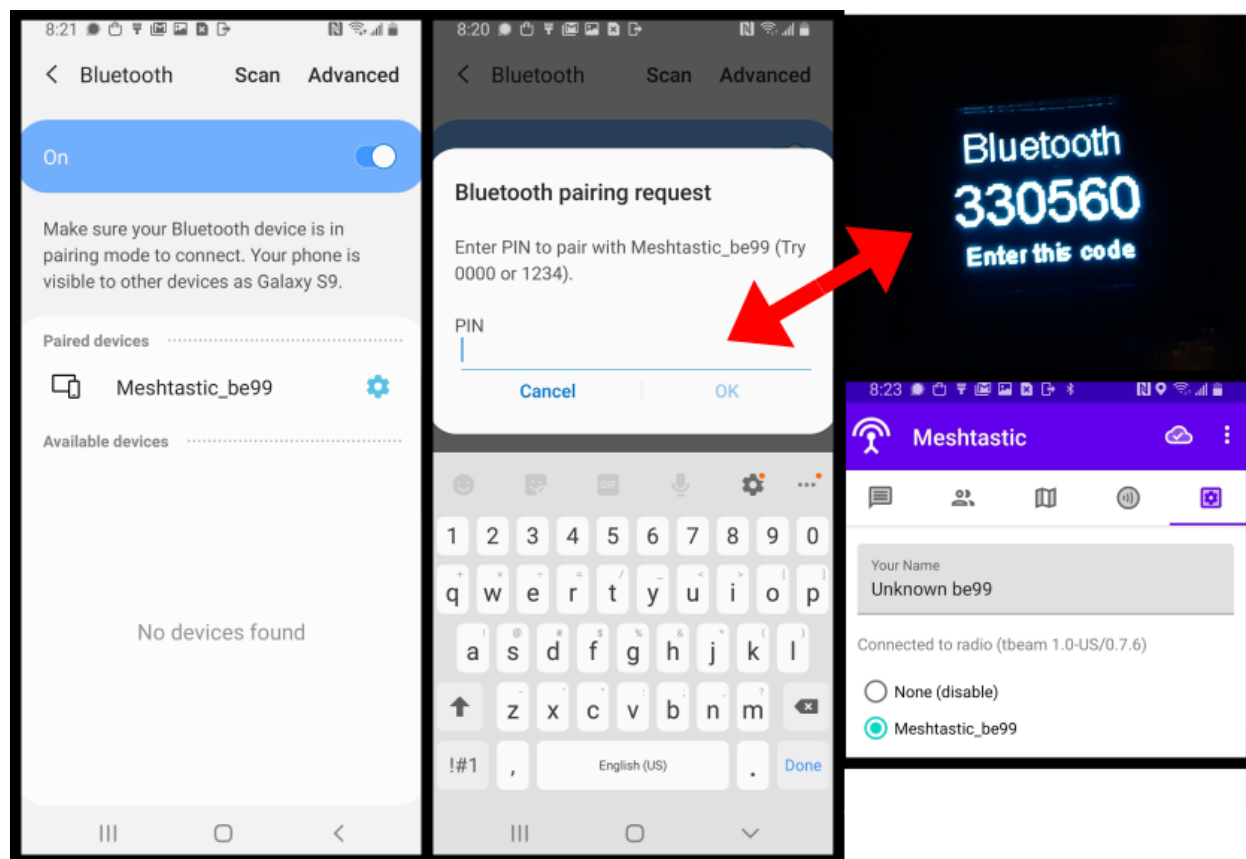 8:21
Bluetooth Scan Advanced
On
Make sure your Bluetooth device is in
pairing mode to connect. Your phone is
visible to other devices as Galaxy S9.
Paired devices
Meshtastic_be99
Available devices
No devices found
8:20
Bluetooth Scan Advanced
Bluetooth pairing request
Enter PIN to pair with Meshtastic_be99 (Try
0000 or 1234).
PIN
Cancel OK
GIF
1 2 3 4 5 6 7 8 9 0
q w e r t y u i o p
a s d f g h j k l
z x c v b n m
!#1 , English (US) . Done
Bluetooth
330560
Enter this code
8:23
Meshtastic
Your Name
Unknown be99
Connected to radio (tbeam 1.0-US/0.7.6)
None (disable)
Meshtastic_be99